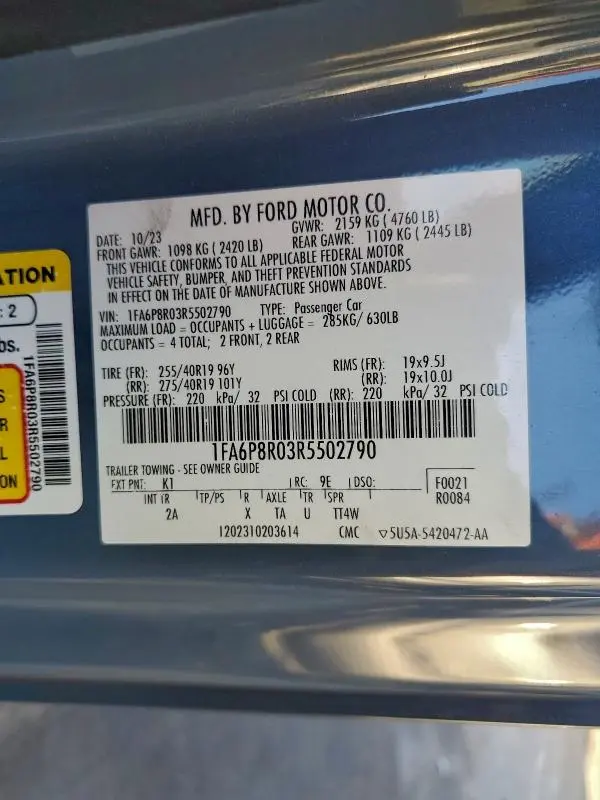 MFD. BY FORD MOTOR CO.
DATE: 10/23 GVWR: 2159 KG ( 4760 LB)
FRONT GAWR: 1098 KG ( 2420 LB) REAR GAWR: 1109 KG ( 2445 LB)
THIS VEHICLE CONFORMS TO ALL APPLICABLE FEDERAL MOTOR
VEHICLE SAFETY, BUMPER, AND THEFT PREVENTION STANDARDS
IN EFFECT ON THE DATE OF MANUFACTURE SHOWN ABOVE.
VIN: 1FA6P8R03R5502790 TYPE: Passenger Car
MAXIMUM LOAD = OCCUPANTS + LUGGAGE = 285KG/ 630LB
OCCUPANTS = 4 TOTAL; 2 FRONT, 2 REAR
TIRE (FR): 255/40R19 96Y RIMS (FR): 19x9.5J
(RR): 275/40R19 101Y (RR): 19x10.0J
PRESSURE (FR): 220 kPa/ 32 PSI COLD (RR): 220 kPa/ 32 PSI COLD
1FA6P8R03R5502790
TRAILER TOWING - SEE OWNER GUIDE
EXT PNT: K1 RC: 9E DSO: F0021
INT TR TP/PS R AXLE TR SPR R0084
2A X TA U TT4W
I202310203614 CMC ▽5U5A-5420472-AA
ATION
: 2
bs.
S
R
L
ON
1FA6P8R03R5502790